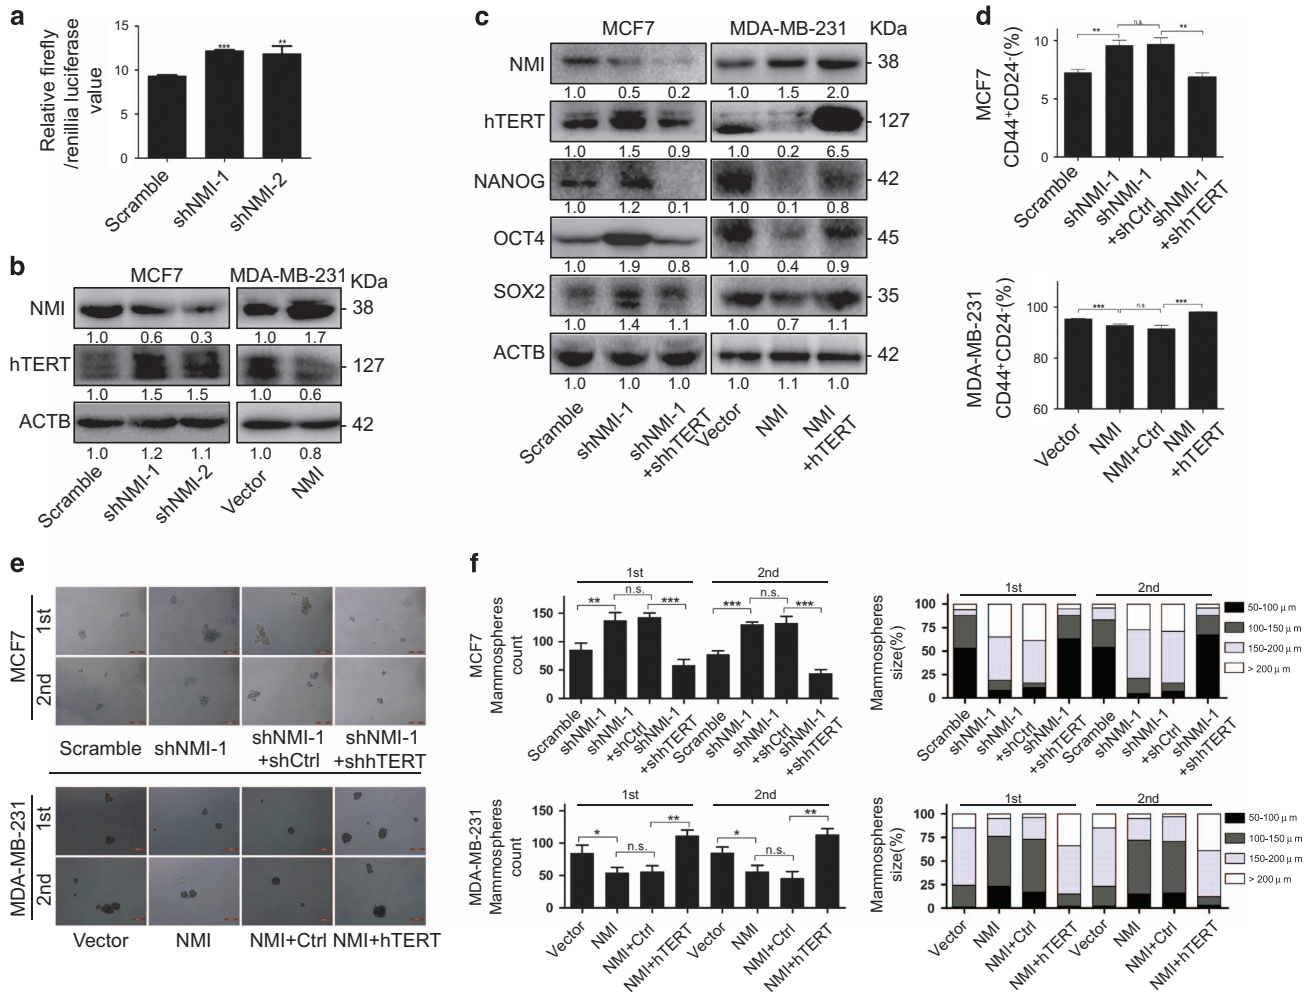 a
Relative firefly
/renillia luciferase
value
15
10
5
0
***
**
Scramble
shNMI-1
shNMI-2
b
MCF7
MDA-MB-231
KDa
NMI
38
1.0 0.6 0.3 1.0 1.7
hTERT
127
1.0 1.5 1.5 1.0 0.6
ACTB
42
1.0 1.2 1.1 1.0 0.8
Scramble
shNMI-1
shNMI-2
Vector
NMI
c
MCF7
MDA-MB-231
KDa
NMI
38
1.0 0.5 0.2 1.0 1.5 2.0
hTERT
127
1.0 1.5 0.9 1.0 0.2 6.5
NANOG
42
1.0 1.2 0.1 1.0 0.1 0.8
OCT4
45
1.0 1.9 0.8 1.0 0.4 0.9
SOX2
35
1.0 1.4 1.1 1.0 0.7 1.1
ACTB
42
1.0 1.0 1.0 1.0 1.1 1.0
Scramble
shNMI-1
shNMI-1
+shhTERT
Vector
NMI
NMI
+hTERT
d
MCF7
CD44+CD24-(%)
10
5
0
**
n.s.
**
Scramble
shNMI-1
shNMI-1
+shCtrl
shNMI-1
+shhTERT
MDA-MB-231
CD44+CD24-(%)
100
80
60
***
n.s.
***
Vector
NMI
NMI+Ctrl
NMI
+hTERT
e
MCF7
1st
2nd
Scramble
shNMI-1
shNMI-1
+shCtrl
shNMI-1
+shhTERT
MDA-MB-231
1st
2nd
Vector
NMI
NMI+Ctrl
NMI+hTERT
f
MCF7
Mammospheres
count
150
100
50
0
1st
2nd
**
n.s.
***
***
n.s.
***
Scramble
shNMI-1
shNMI-1
+shCtrl
shNMI-1
+shhTERT
Scramble
shNMI-1
shNMI-1
+shCtrl
shNMI-1
+shhTERT
Mammospheres
size(%)
100
75
50
25
0
1st
2nd
50-100 μm
100-150 μm
150-200 μm
> 200 μm
Scramble
shNMI-1
shNMI-1
+shCtrl
shNMI-1
+shhTERT
Scramble
shNMI-1
shNMI-1
+shCtrl
shNMI-1
+shhTERT
MDA-MB-231
Mammospheres
count
150
100
50
0
1st
2nd
*
n.s.
**
*
n.s.
**
Vector
NMI
NMI+Ctrl
NMI+hTERT
Vector
NMI
NMI+Ctrl
NMI+hTERT
Mammospheres
size(%)
100
75
50
25
0
1st
2nd
50-100 μm
100-150 μm
150-200 μm
> 200 μm
Vector
NMI
NMI+Ctrl
NMI+hTERT
Vector
NMI
NMI+Ctrl
NMI+hTERT